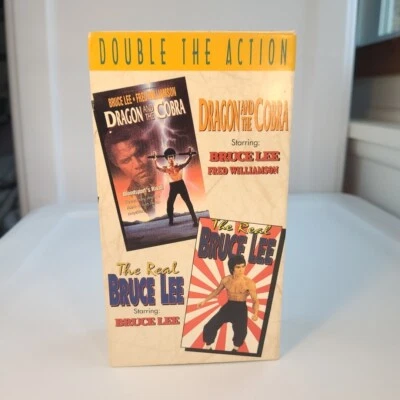 DOUBLE THE ACTION
BRUCE LEE • FRED WILLIAMSON
DRAGON AND THE COBRA
DRAGON AND THE COBRA
Starring:
BRUCE LEE
FRED WILLIAMSON
The Real
BRUCE LEE
The Real
BRUCE LEE
Starring:
BRUCE LEE